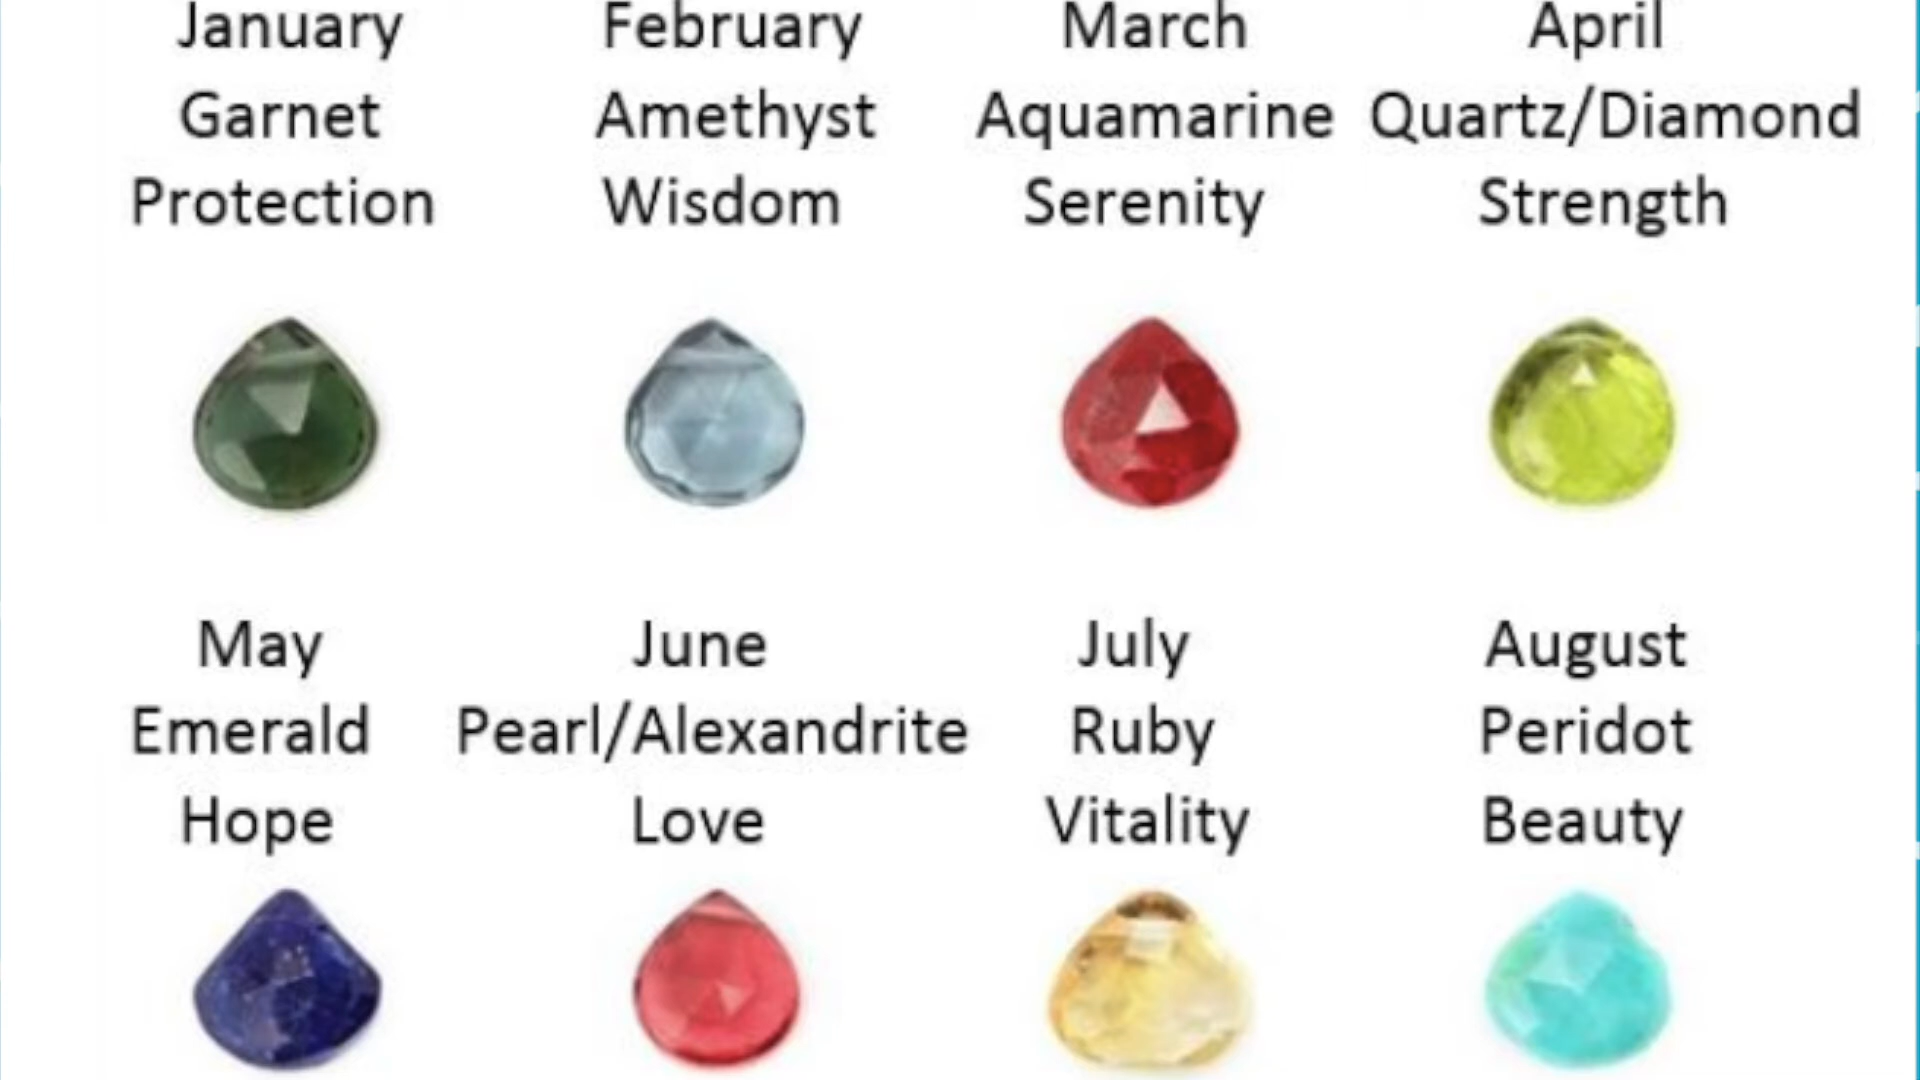 January February March April
Garnet Amethyst Aquamarine Quartz/Diamond
Protection Wisdom Serenity Strength
May June July August
Emerald Pearl/Alexandrite Ruby Peridot
Hope Love Vitality Beauty